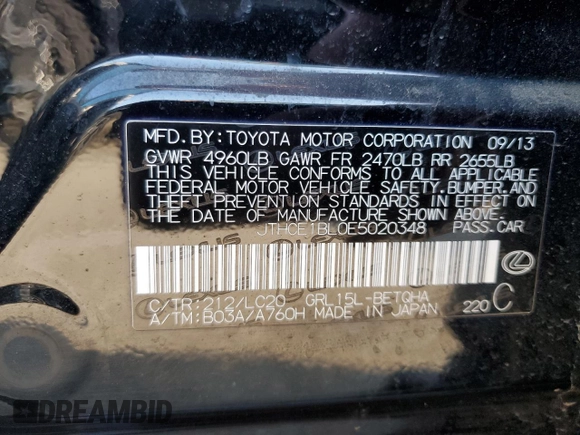 MFD. BY: TOYOTA MOTOR CORPORATION 09/13
GVWR 4960LB GAWR FR 2470LB RR 2655LB
THIS VEHICLE CONFORMS TO ALL APPLICABLE
FEDERAL MOTOR VEHICLE SAFETY, BUMPER, AND
THEFT PREVENTION STANDARDS IN EFFECT ON
THE DATE OF MANUFACTURE SHOWN ABOVE.
JTHCE1BL0E5020348 PASS. CAR
C/TR:212/LC20 GRL15L-BETQHA
A/TM:B03A/A760H MADE IN JAPAN 220 C
DREAMBID